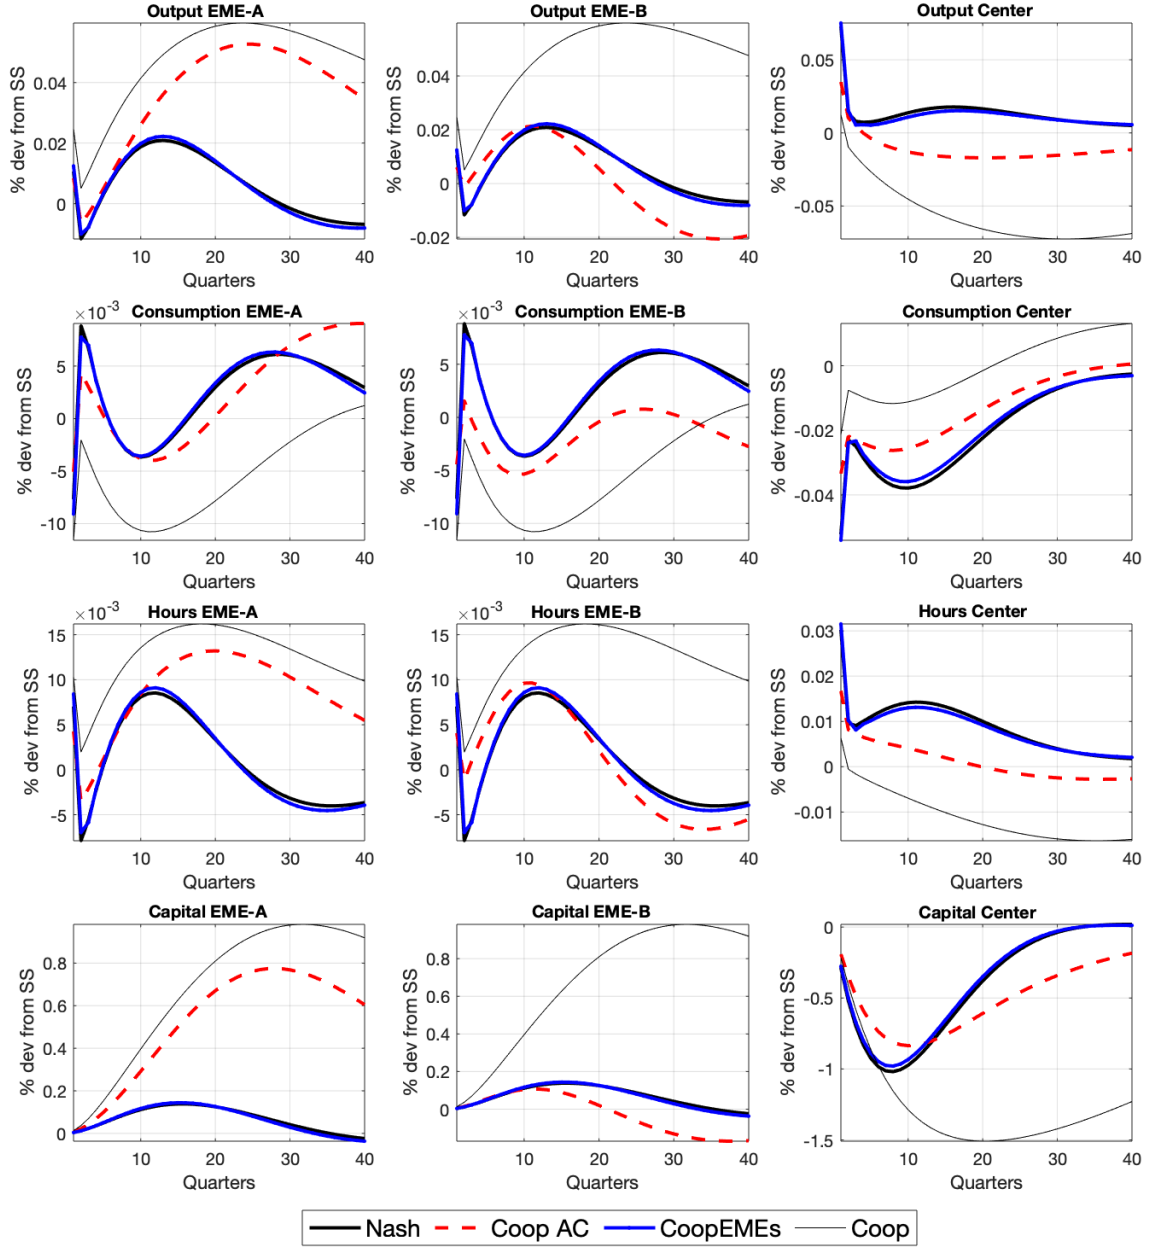 Output EME-A
% dev from SS
0.04
0.02
0
10 20 30 40
Quarters
Output EME-B
% dev from SS
0.04
0.02
0
-0.02
10 20 30 40
Quarters
Output Center
% dev from SS
0.05
0
-0.05
10 20 30 40
Quarters
×10⁻³
Consumption EME-A
% dev from SS
5
0
-5
-10
10 20 30 40
Quarters
×10⁻³
Consumption EME-B
% dev from SS
5
0
-5
-10
10 20 30 40
Quarters
Consumption Center
% dev from SS
0
-0.02
-0.04
10 20 30 40
Quarters
×10⁻³
Hours EME-A
% dev from SS
15
10
5
0
-5
10 20 30 40
Quarters
×10⁻³
Hours EME-B
% dev from SS
15
10
5
0
-5
10 20 30 40
Quarters
Hours Center
% dev from SS
0.03
0.02
0.01
0
-0.01
10 20 30 40
Quarters
Capital EME-A
% dev from SS
0.8
0.6
0.4
0.2
0
10 20 30 40
Quarters
Capital EME-B
% dev from SS
0.8
0.6
0.4
0.2
0
10 20 30 40
Quarters
Capital Center
% dev from SS
0
-0.5
-1
-1.5
10 20 30 40
Quarters
Nash Coop AC CoopEMEs Coop